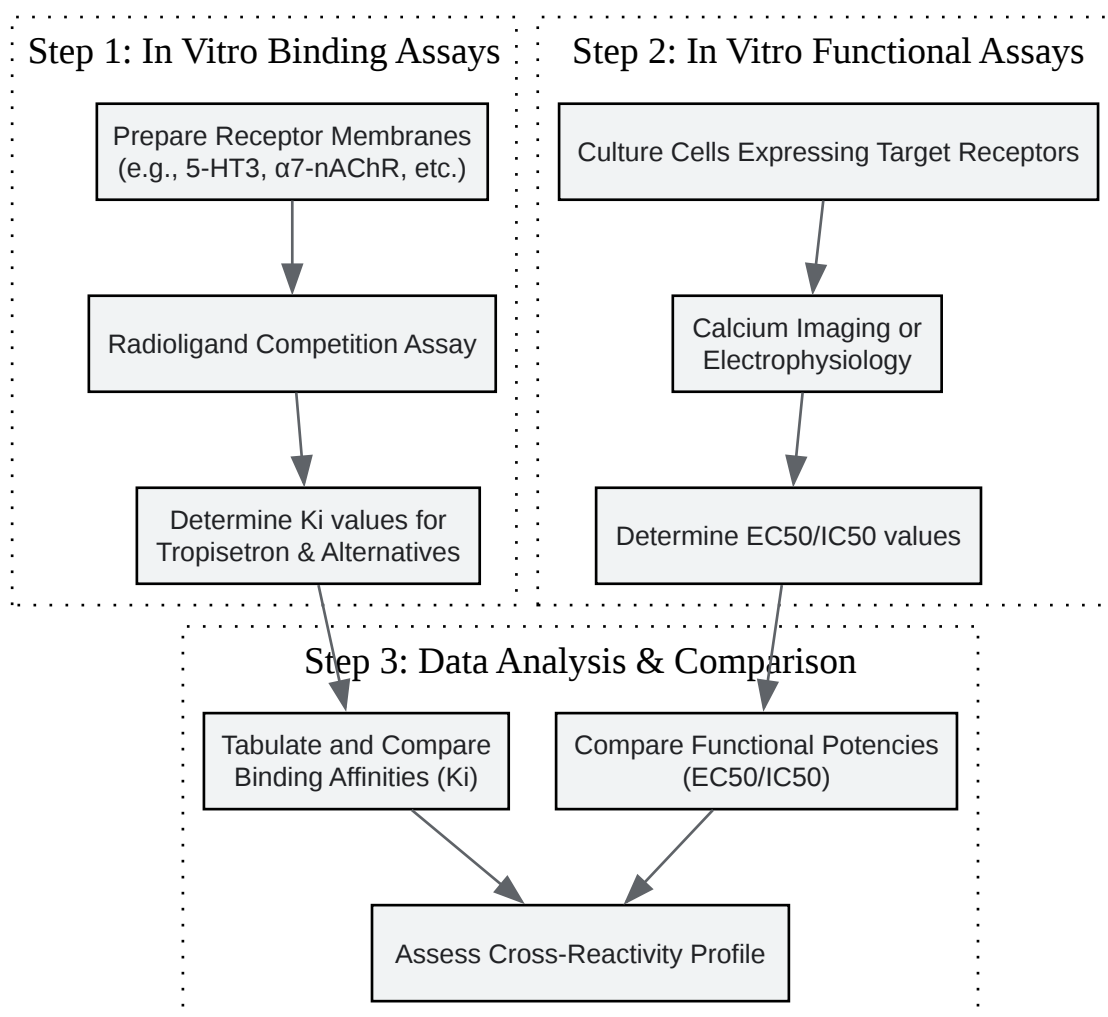 Step 1: In Vitro Binding Assays
Prepare Receptor Membranes
(e.g., 5-HT3, α7-nAChR, etc.)
Radioligand Competition Assay
Determine Ki values for
Tropisetron & Alternatives
Step 2: In Vitro Functional Assays
Culture Cells Expressing Target Receptors
Calcium Imaging or
Electrophysiology
Determine EC50/IC50 values
Step 3: Data Analysis & Comparison
Tabulate and Compare
Binding Affinities (Ki)
Compare Functional Potencies
(EC50/IC50)
Assess Cross-Reactivity Profile